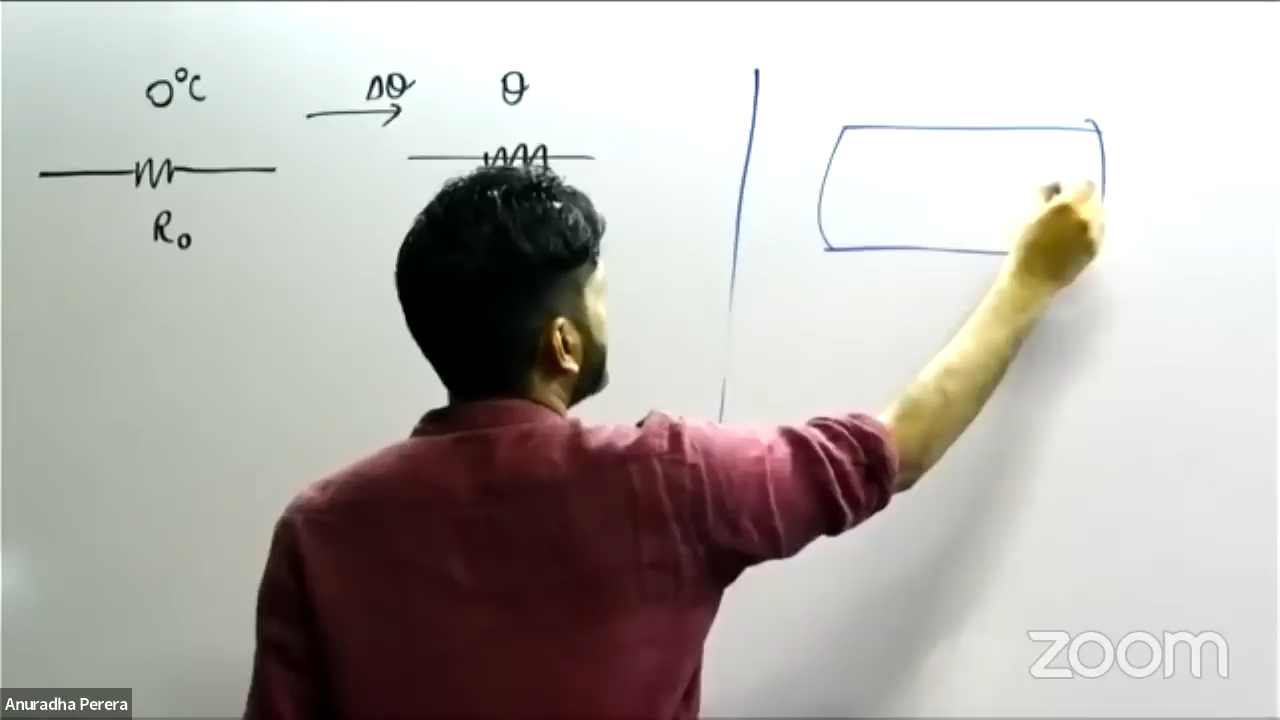 0°C
Δθ
θ
R₀
zoom
Anuradha Perera